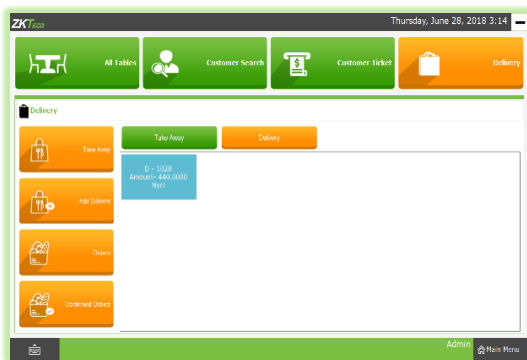 ZKTeco
Thursday, June 28, 2018 3:14
All Tables
Customer Search
Customer Ticket
Delivery
Delivery
Take Away
Add Delivery
Orders
Confirmed Orders
Take Away
Delivery
D - 1028
Amount= 440.0000
Admin
Main Menu